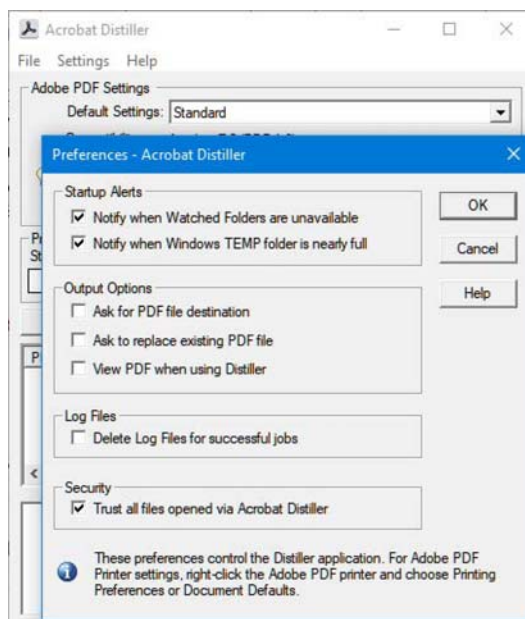 Acrobat Distiller
File Settings Help
Adobe PDF Settings
Default Settings: Standard
Preferences - Acrobat Distiller
Startup Alerts
Notify when Watched Folders are unavailable
Notify when Windows TEMP folder is nearly full
OK
Cancel
Help
Output Options
Ask for PDF file destination
Ask to replace existing PDF file
View PDF when using Distiller
Log Files
Delete Log Files for successful jobs
Security
Trust all files opened via Acrobat Distiller
These preferences control the Distiller application. For Adobe PDF
Printer settings, right-click the Adobe PDF printer and choose Printing
Preferences or Document Defaults.